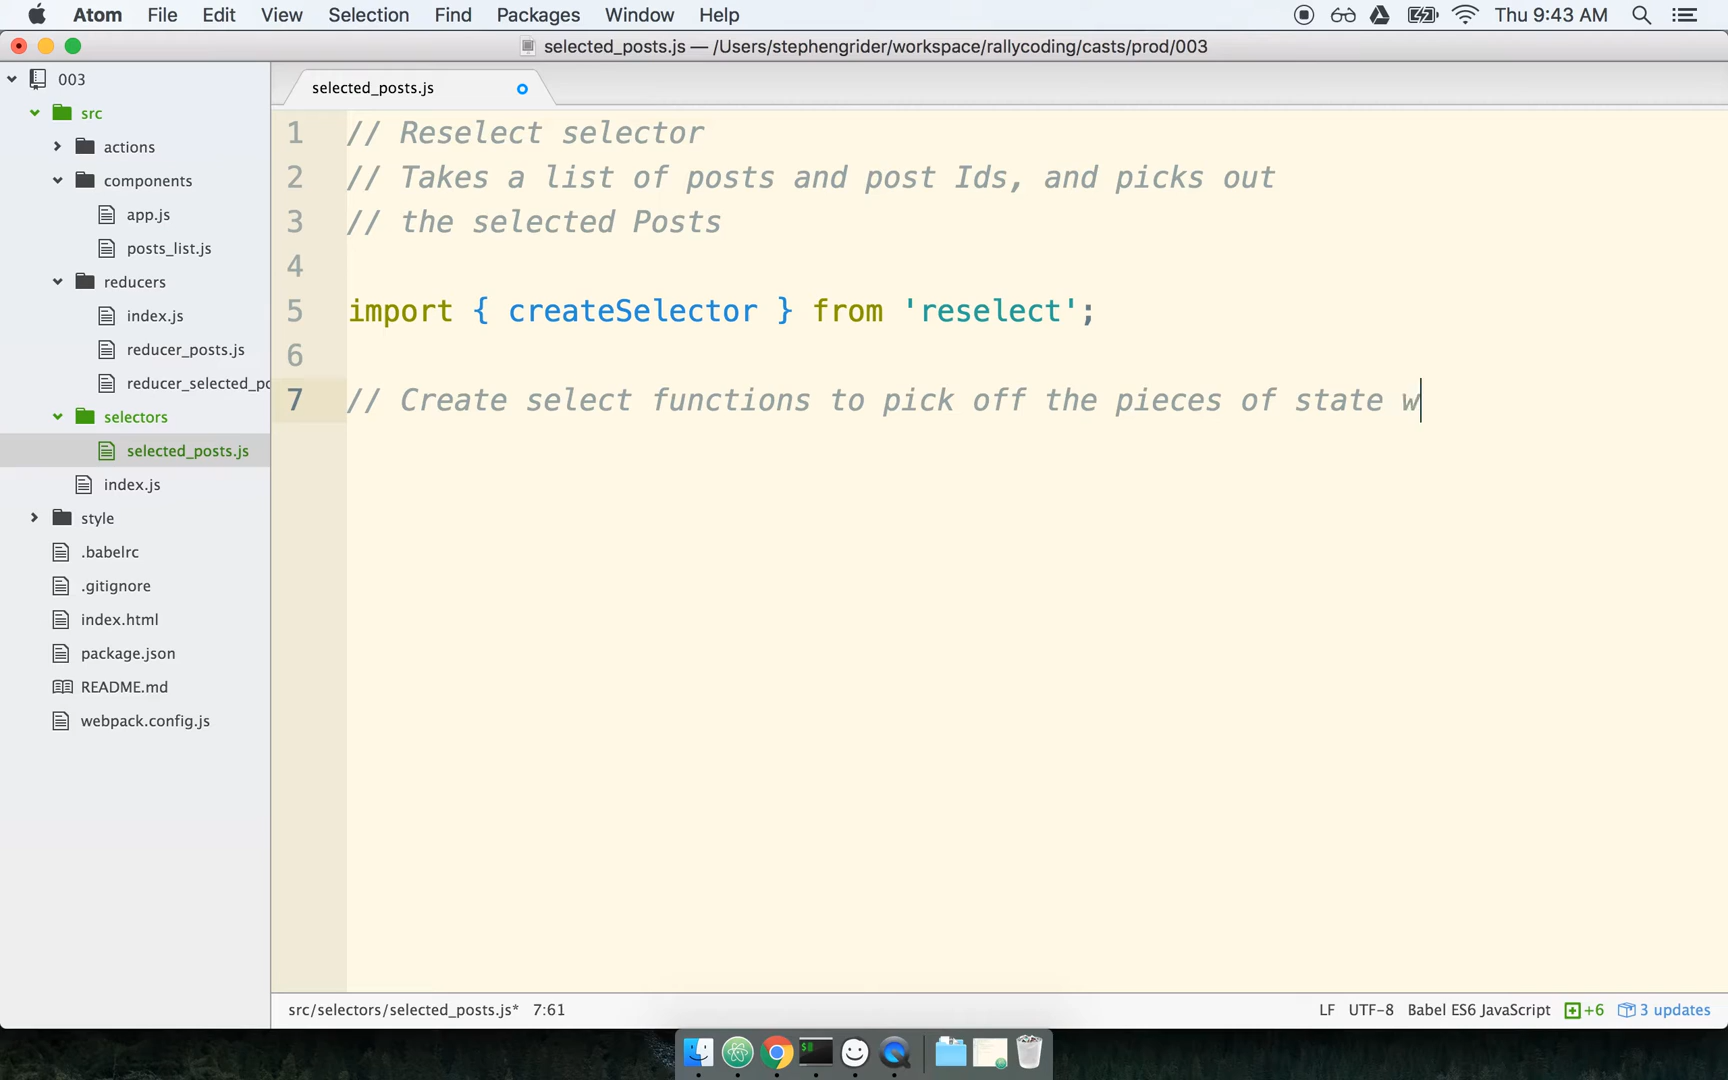 Atom File Edit View Selection Find Packages Window Help Thu 9:43 AM
selected_posts.js — /Users/stephengrider/workspace/rallycoding/casts/prod/003
003
src
actions
components
app.js
posts_list.js
reducers
index.js
reducer_posts.js
reducer_selected_po
selectors
selected_posts.js
index.js
style
.babelrc
.gitignore
index.html
package.json
README.md
webpack.config.js
selected_posts.js
1 // Reselect selector
2 // Takes a list of posts and post Ids, and picks out
3 // the selected Posts
4
5 import { createSelector } from 'reselect';
6
7 // Create select functions to pick off the pieces of state w
src/selectors/selected_posts.js* 7:61 LF UTF-8 Babel ES6 JavaScript +6 3 updates